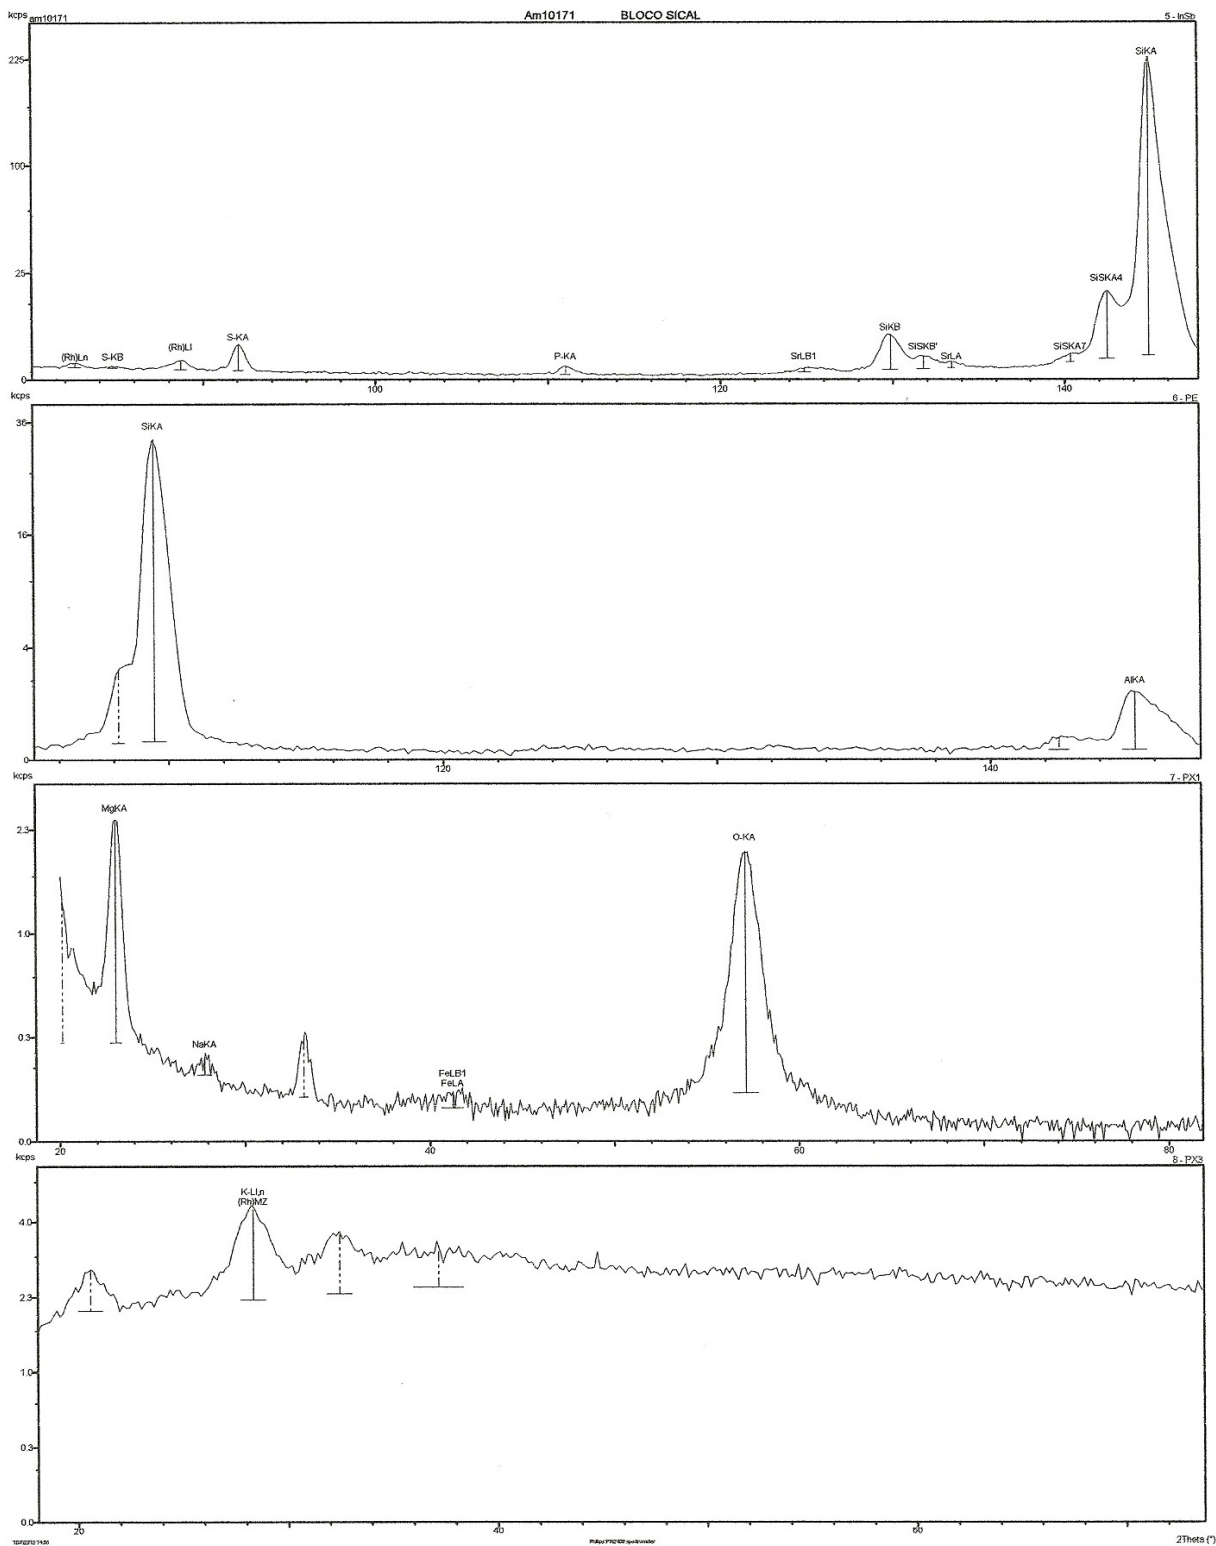 kcps am10171 Am10171 BLOCO SÍCAL 5 - InSb
225
100
25
0
SiKA
SiSKA4
(Rh)Ln S-KB (Rh)Ll S-KA P-KA SrLB1 SiKB SiSKB' SrLA SiSKA7
100 120 140
kcps 6 - PE
36
16
4
0
SiKA
AlKA
120 140
kcps 7 - PX1
2.3
1.0
0.3
0.0
MgKA
O-KA
NaKA
FeLB1
FeLA
20 40 60 80
kcps 8 - PX3
4.0
2.3
1.0
0.3
0.0
K-Ll,n
(Rh)MZ
20 40 60
2Theta (°)